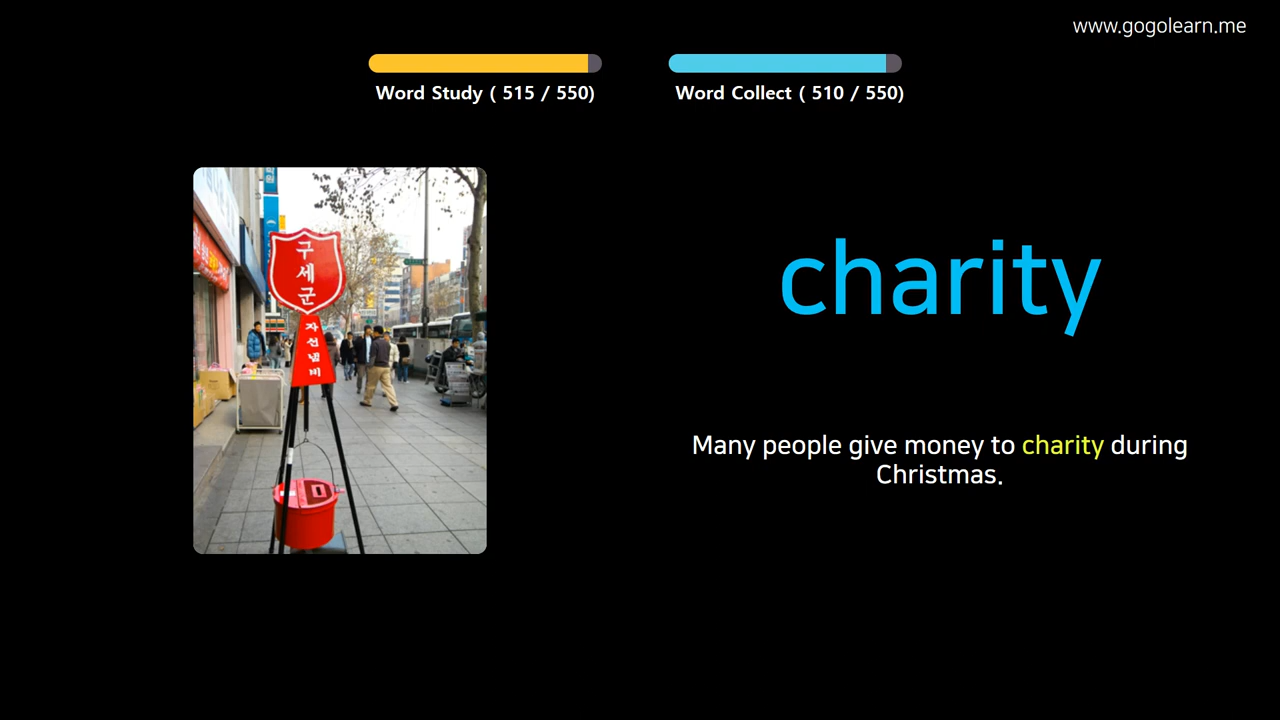 www.gogolearn.me
Word Study ( 515 / 550)
Word Collect ( 510 / 550)
구세군
자선냄비
charity
Many people give money to charity during
Christmas.